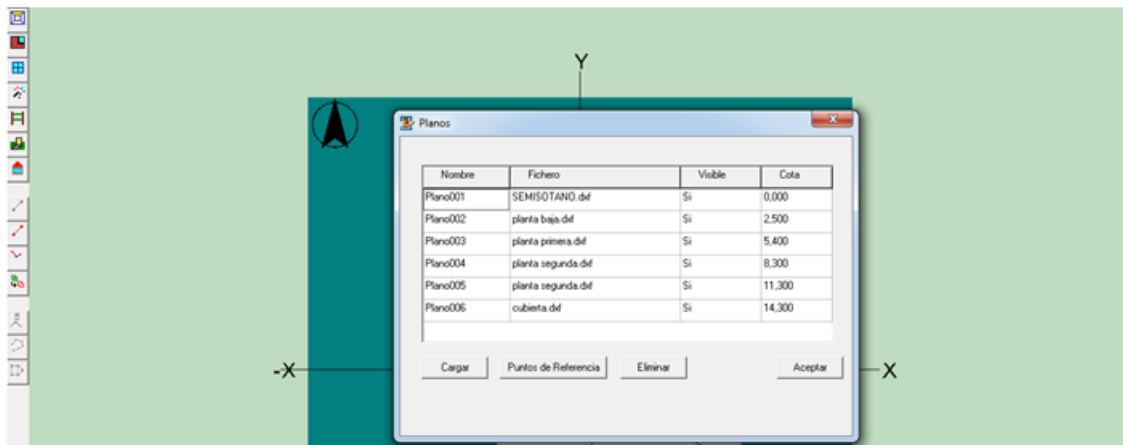 Y
Planos
Nombre Fichero Visible Cota
Plano001 SEMISOTANO.dxf Si 0,000
Plano002 planta baja.dxf Si 2,500
Plano003 planta primera.dxf Si 5,400
Plano004 planta segunda.dxf Si 8,300
Plano005 planta segunda.dxf Si 11,300
Plano006 cubierta.dxf Si 14,300
Cargar Puntos de Referencia Eliminar Aceptar
-X X